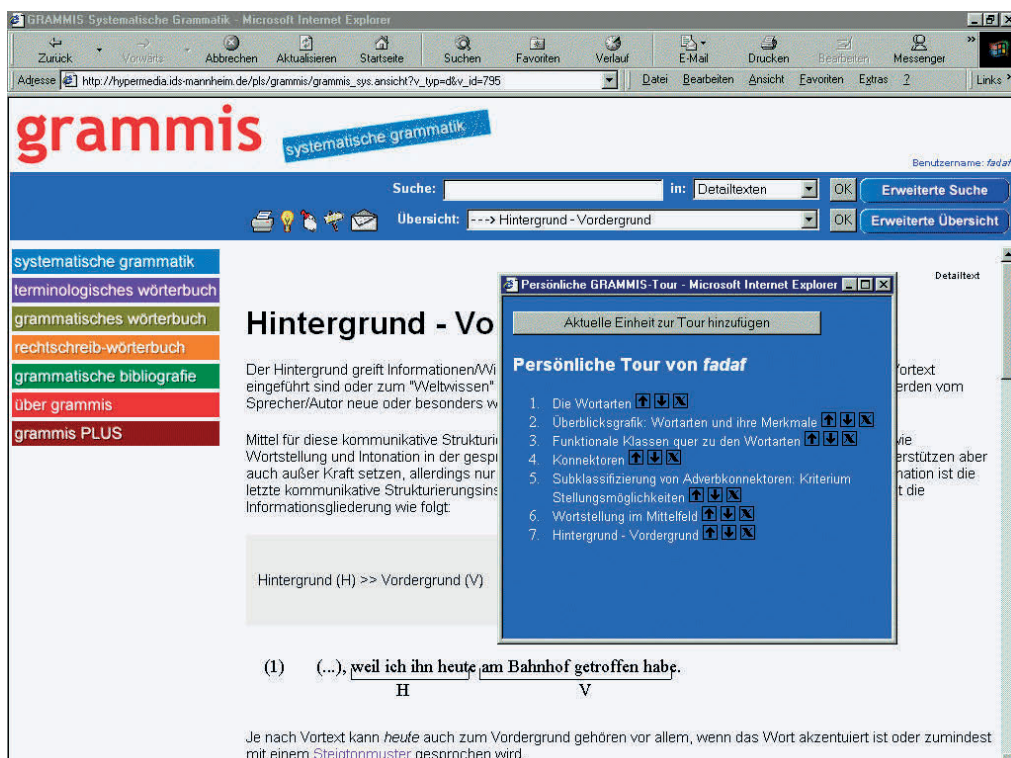 GRAMMIS-Systematische Grammatik - Microsoft Internet Explorer
Zurück Vorwärts Abbrechen Aktualisieren Startseite Suchen Favoriten Verlauf E-Mail Drucken Bearbeiten Messenger »
Adresse http://hypermedia.ids-mannheim.de/pls/grammis/grammis_sys.ansicht?v_typ=d&v_id=795 Datei Bearbeiten Ansicht Favoriten Extras ? Links »
grammis
systematische grammatik
Benutzername: fadaf
Suche: in: Detailtexten OK Erweiterte Suche
Übersicht: ---> Hintergrund - Vordergrund OK Erweiterte Übersicht
systematische grammatik
terminologisches wörterbuch
grammatisches wörterbuch
rechtschreib-wörterbuch
grammatische bibliografie
über grammis
grammis PLUS
Detailtext
Hintergrund - Vo
Der Hintergrund greift Informationen/Wi
eingeführt sind oder zum "Weltwissen" erden vom
Sprecher/Autor neue oder besonders w
Mittel für diese kommunikative Strukturi wie
Wortstellung und Intonation in der gespr erstützen aber
auch außer Kraft setzen, allerdings nur mation ist die
letzte kommunikative Strukturierungsins t die
Informationsgliederung wie folgt:
Hintergrund (H) >> Vordergrund (V)
Persönliche GRAMMIS-Tour - Microsoft Internet Explorer
Aktuelle Einheit zur Tour hinzufügen
Persönliche Tour von fadaf
1. Die Wortarten
2. Überblicksgrafik: Wortarten und ihre Merkmale
3. Funktionale Klassen quer zu den Wortarten
4. Konnektoren
5. Subklassifizierung von Adverbkonnektoren: Kriterium
Stellungsmöglichkeiten
6. Wortstellung im Mittelfeld
7. Hintergrund - Vordergrund
(1) (...), weil ich ihn heute am Bahnhof getroffen habe.
H V
Je nach Vortext kann heute auch zum Vordergrund gehören vor allem, wenn das Wort akzentuiert ist oder zumindest
mit einem Steigtonmuster gesprochen wird.